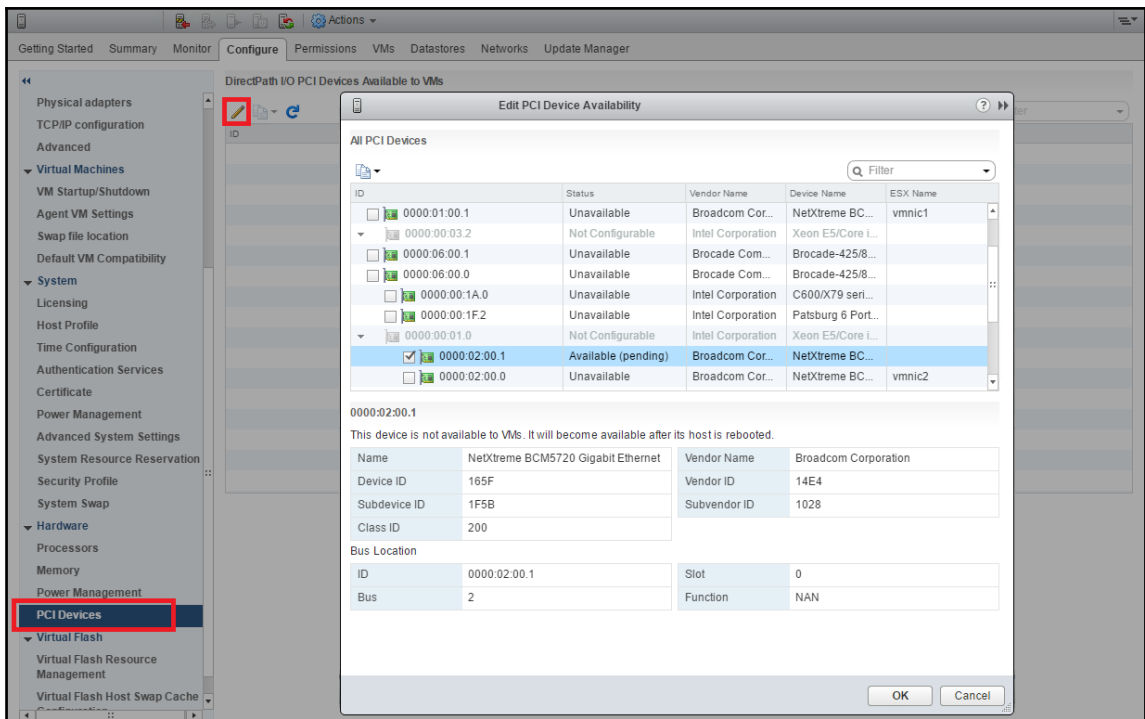 Actions
Getting Started Summary Monitor Configure Permissions VMs Datastores Networks Update Manager
Physical adapters
TCP/IP configuration
Advanced
Virtual Machines
VM Startup/Shutdown
Agent VM Settings
Swap file location
Default VM Compatibility
System
Licensing
Host Profile
Time Configuration
Authentication Services
Certificate
Power Management
Advanced System Settings
System Resource Reservation
Security Profile
System Swap
Hardware
Processors
Memory
Power Management
PCI Devices
Virtual Flash
Virtual Flash Resource
Management
Virtual Flash Host Swap Cache
DirectPath I/O PCI Devices Available to VMs
ID
Edit PCI Device Availability
All PCI Devices
Filter
ID Status Vendor Name Device Name ESX Name
0000:01:00.1 Unavailable Broadcom Cor... NetXtreme BC... vmnic1
0000:00:03.2 Not Configurable Intel Corporation Xeon E5/Core i...
0000:06:00.1 Unavailable Brocade Com... Brocade-425/8...
0000:06:00.0 Unavailable Brocade Com... Brocade-425/8...
0000:00:1A.0 Unavailable Intel Corporation C600/X79 seri...
0000:00:1F.2 Unavailable Intel Corporation Patsburg 6 Port...
0000:00:01.0 Not Configurable Intel Corporation Xeon E5/Core i...
0000:02:00.1 Available (pending) Broadcom Cor... NetXtreme BC...
0000:02:00.0 Unavailable Broadcom Cor... NetXtreme BC... vmnic2
0000:02:00.1
This device is not available to VMs. It will become available after its host is rebooted.
Name NetXtreme BCM5720 Gigabit Ethernet Vendor Name Broadcom Corporation
Device ID 165F Vendor ID 14E4
Subdevice ID 1F5B Subvendor ID 1028
Class ID 200
Bus Location
ID 0000:02:00.1 Slot 0
Bus 2 Function NAN
OK Cancel